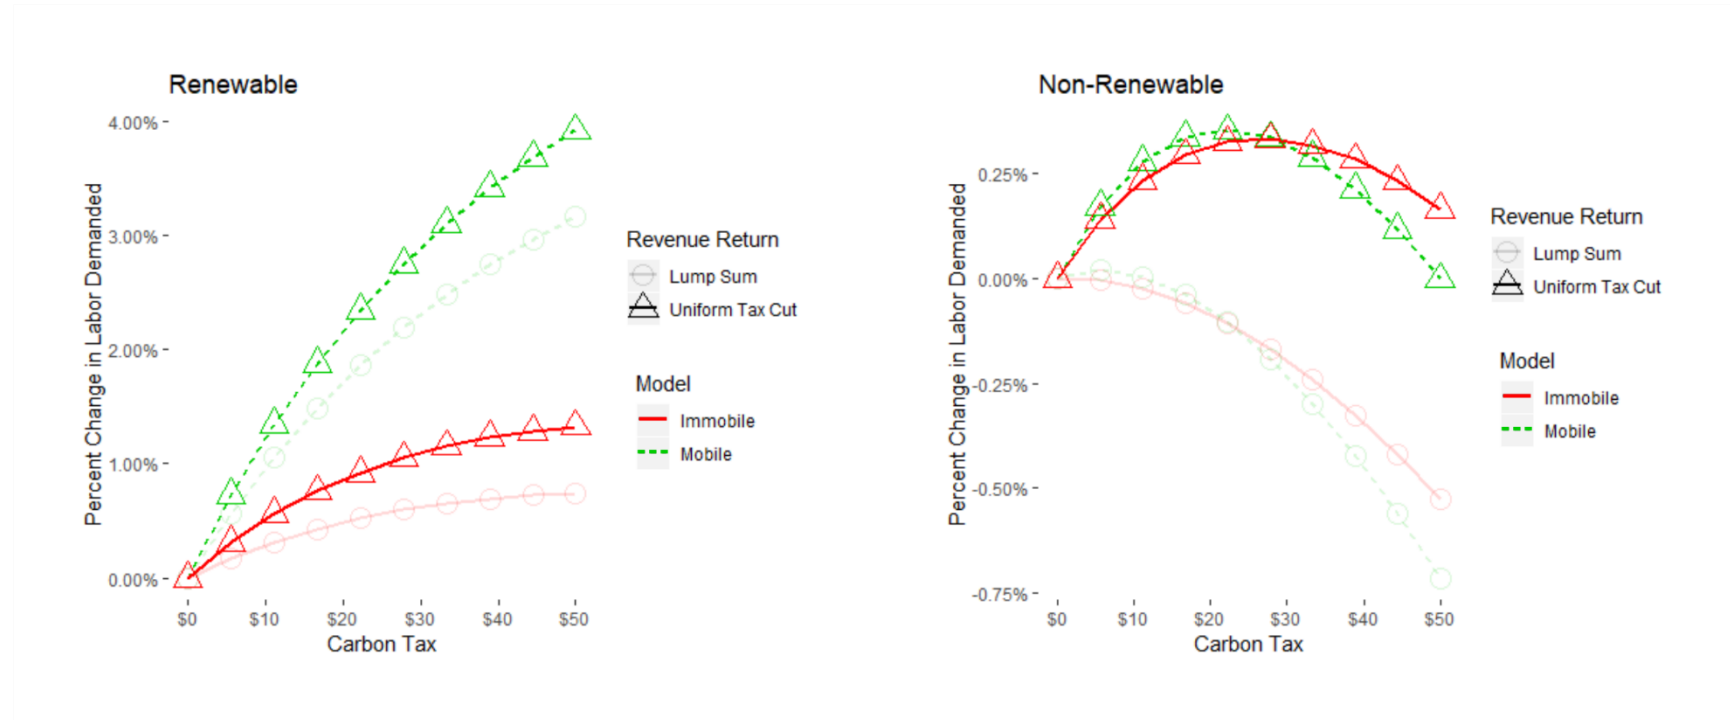 Renewable
Percent Change in Labor Demanded
4.00%
3.00%
2.00%
1.00%
0.00%
$0 $10 $20 $30 $40 $50
Carbon Tax
Revenue Return
Lump Sum
Uniform Tax Cut
Model
Immobile
Mobile
Non-Renewable
Percent Change in Labor Demanded
0.25%
0.00%
-0.25%
-0.50%
-0.75%
$0 $10 $20 $30 $40 $50
Carbon Tax
Revenue Return
Lump Sum
Uniform Tax Cut
Model
Immobile
Mobile